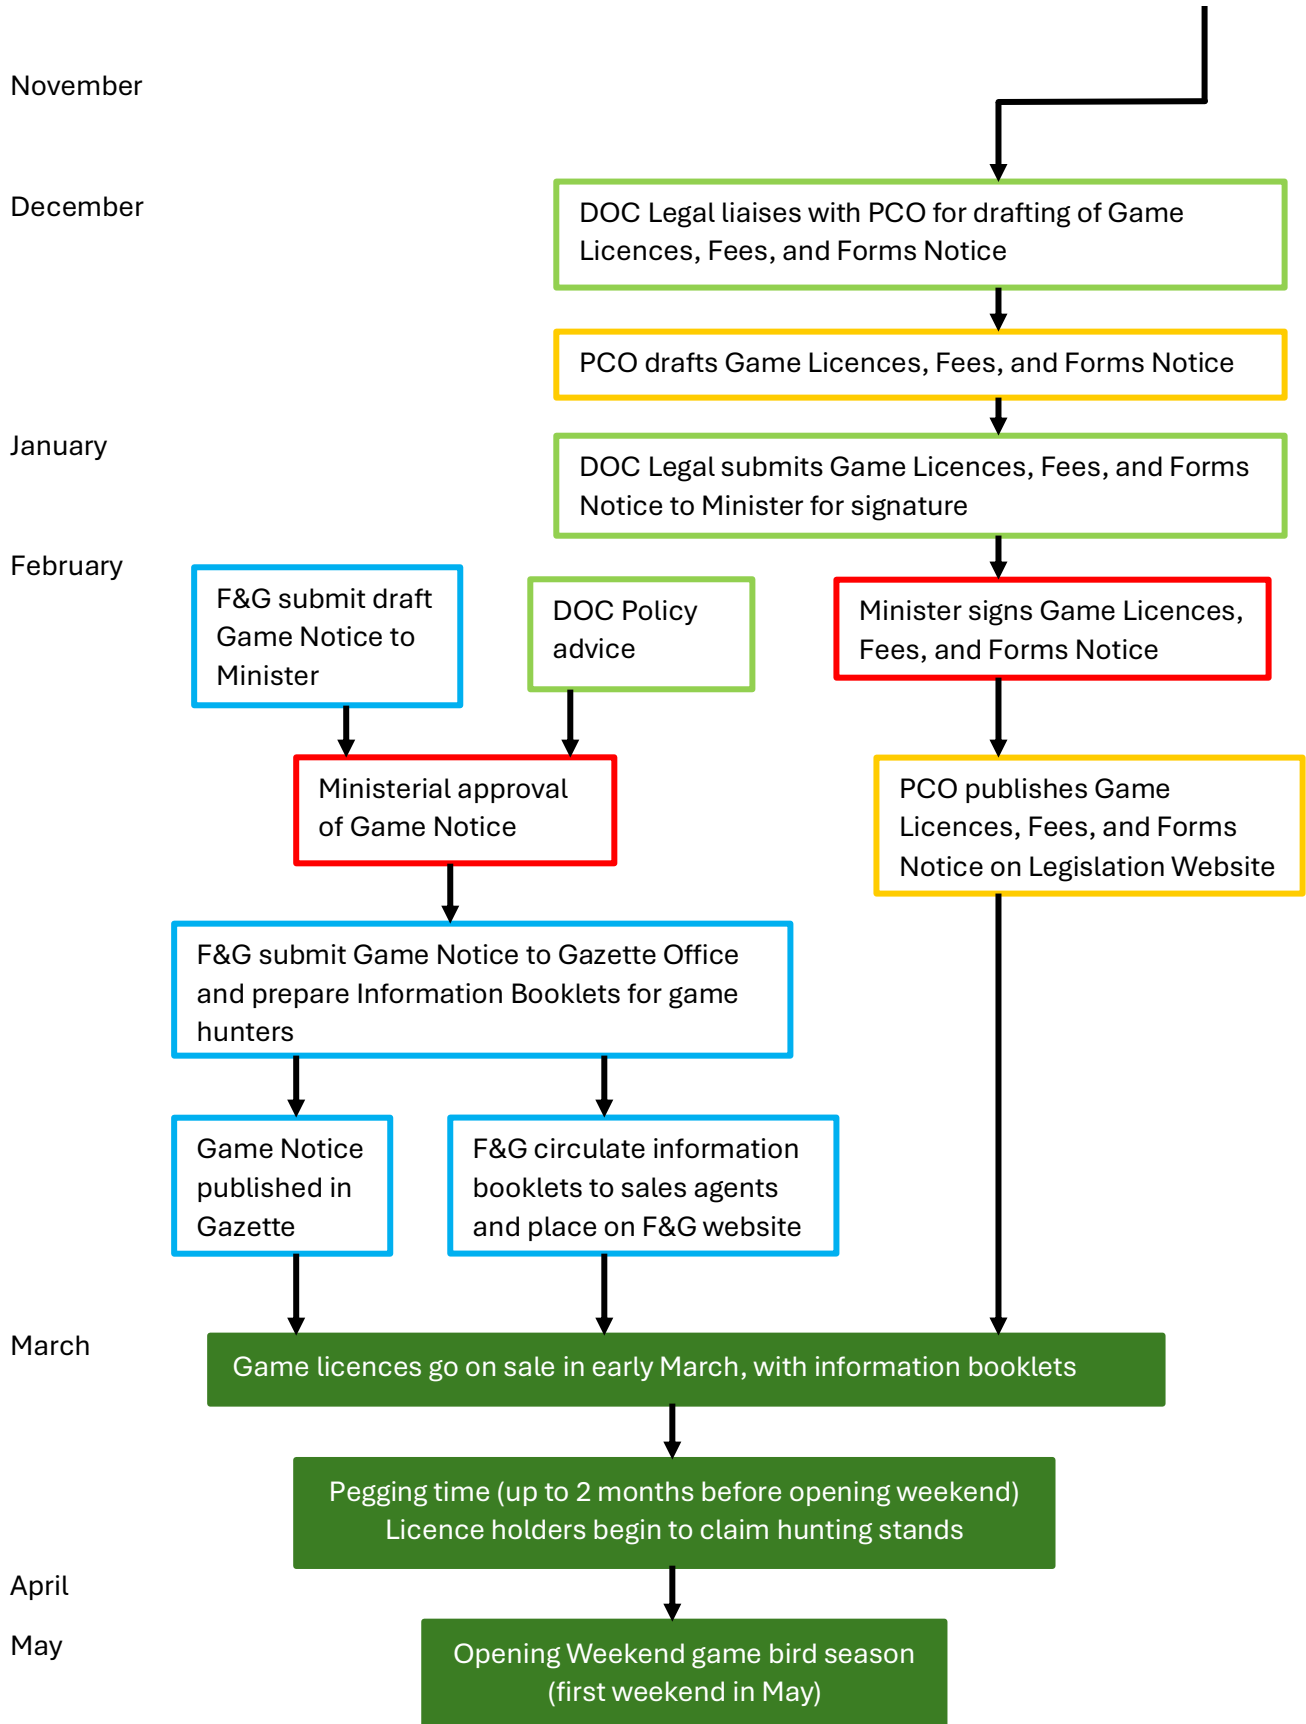 November
December
DOC Legal liaises with PCO for drafting of Game
Licences, Fees, and Forms Notice
PCO drafts Game Licences, Fees, and Forms Notice
January
DOC Legal submits Game Licences, Fees, and Forms
Notice to Minister for signature
February
F&G submit draft
Game Notice to
Minister
DOC Policy
advice
Minister signs Game Licences,
Fees, and Forms Notice
Ministerial approval
of Game Notice
PCO publishes Game
Licences, Fees, and Forms
Notice on Legislation Website
F&G submit Game Notice to Gazette Office
and prepare Information Booklets for game
hunters
Game Notice
published in
Gazette
F&G circulate information
booklets to sales agents
and place on F&G website
March
Game licences go on sale in early March, with information booklets
Pegging time (up to 2 months before opening weekend)
Licence holders begin to claim hunting stands
April
May
Opening Weekend game bird season
(first weekend in May)